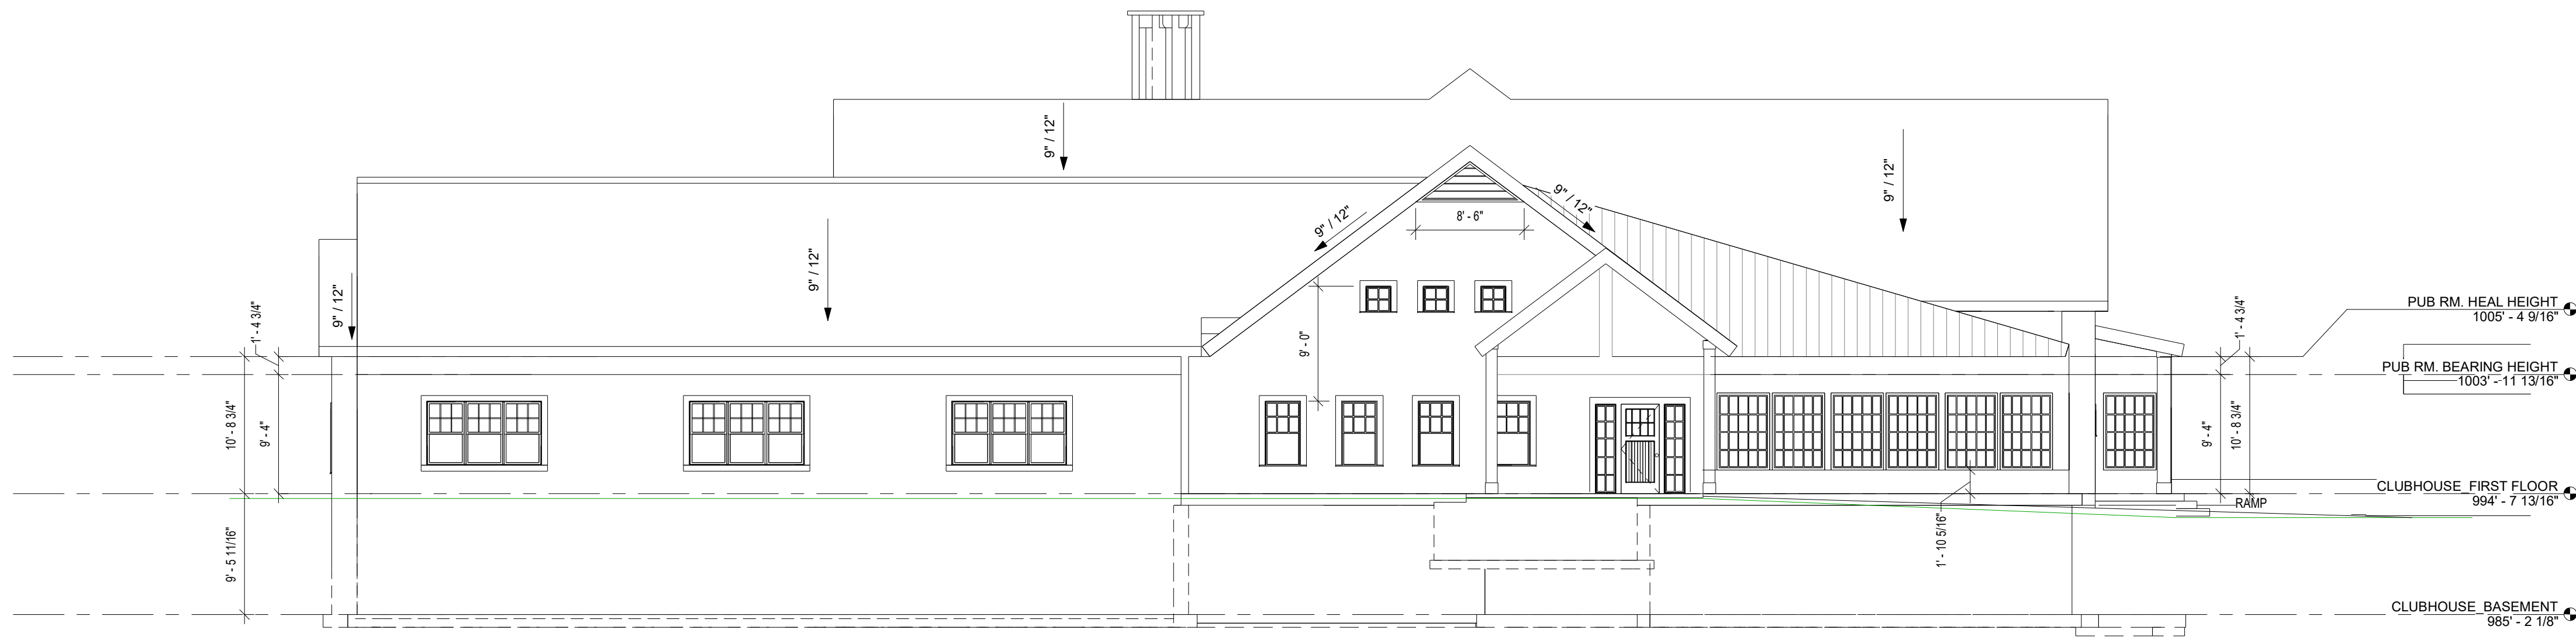 9" / 12"
9" / 12"
9" / 12"
9" / 12"
9" / 12"
8' - 6"
9" / 12"
9" / 12"
1' - 4 3/4"
9' - 0"
1' - 4 3/4"
PUB RM. HEAL HEIGHT
1005' - 4 9/16"
PUB RM. BEARING HEIGHT
1003' - 11 13/16"
10' - 8 3/4"
9' - 4"
9' - 4"
10' - 8 3/4"
CLUBHOUSE_FIRST FLOOR
994' - 7 13/16"
RAMP
9' - 5 11/16"
1' - 10 5/16"
CLUBHOUSE_BASEMENT
985' - 2 1/8"